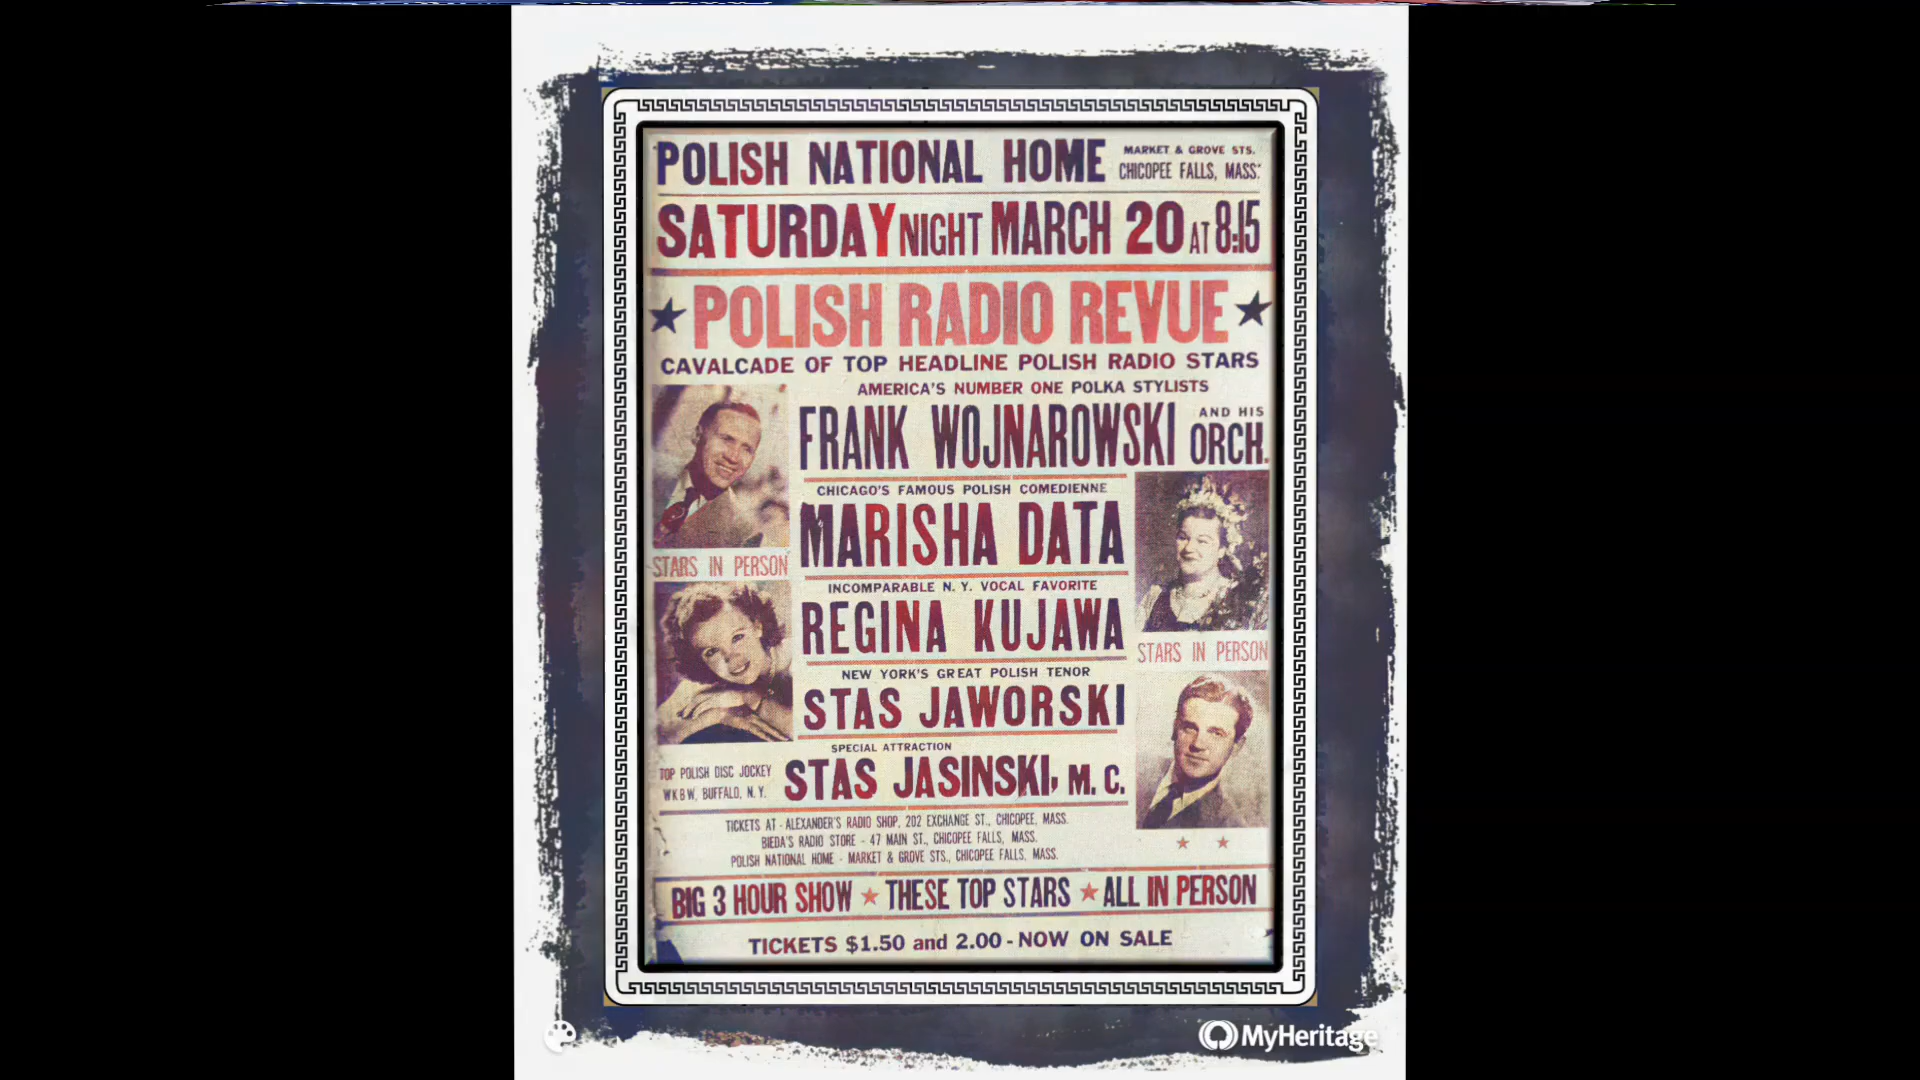 POLISH NATIONAL HOME
MARKET & GROVE STS.
CHICOPEE FALLS, MASS.
SATURDAY NIGHT MARCH 20 AT 8:15
POLISH RADIO REVUE
CAVALCADE OF TOP HEADLINE POLISH RADIO STARS
AMERICA'S NUMBER ONE POLKA STYLISTS
FRANK WOJNAROWSKI AND HIS ORCH.
CHICAGO'S FAMOUS POLISH COMEDIENNE
MARISHA DATA
STARS IN PERSON
INCOMPARABLE N. Y. VOCAL FAVORITE
REGINA KUJAWA
STARS IN PERSON
NEW YORK'S GREAT POLISH TENOR
STAS JAWORSKI
SPECIAL ATTRACTION
TOP POLISH DISC JOCKEY
WKBW, BUFFALO, N. Y.
STAS JASINSKI, M. C.
TICKETS AT - ALEXANDER'S RADIO SHOP, 202 EXCHANGE ST., CHICOPEE, MASS.
BIEDA'S RADIO STORE - 47 MAIN ST., CHICOPEE FALLS, MASS.
POLISH NATIONAL HOME - MARKET & GROVE STS., CHICOPEE FALLS, MASS.
BIG 3 HOUR SHOW ★ THESE TOP STARS ★ ALL IN PERSON
TICKETS $1.50 and 2.00 - NOW ON SALE
MyHeritage